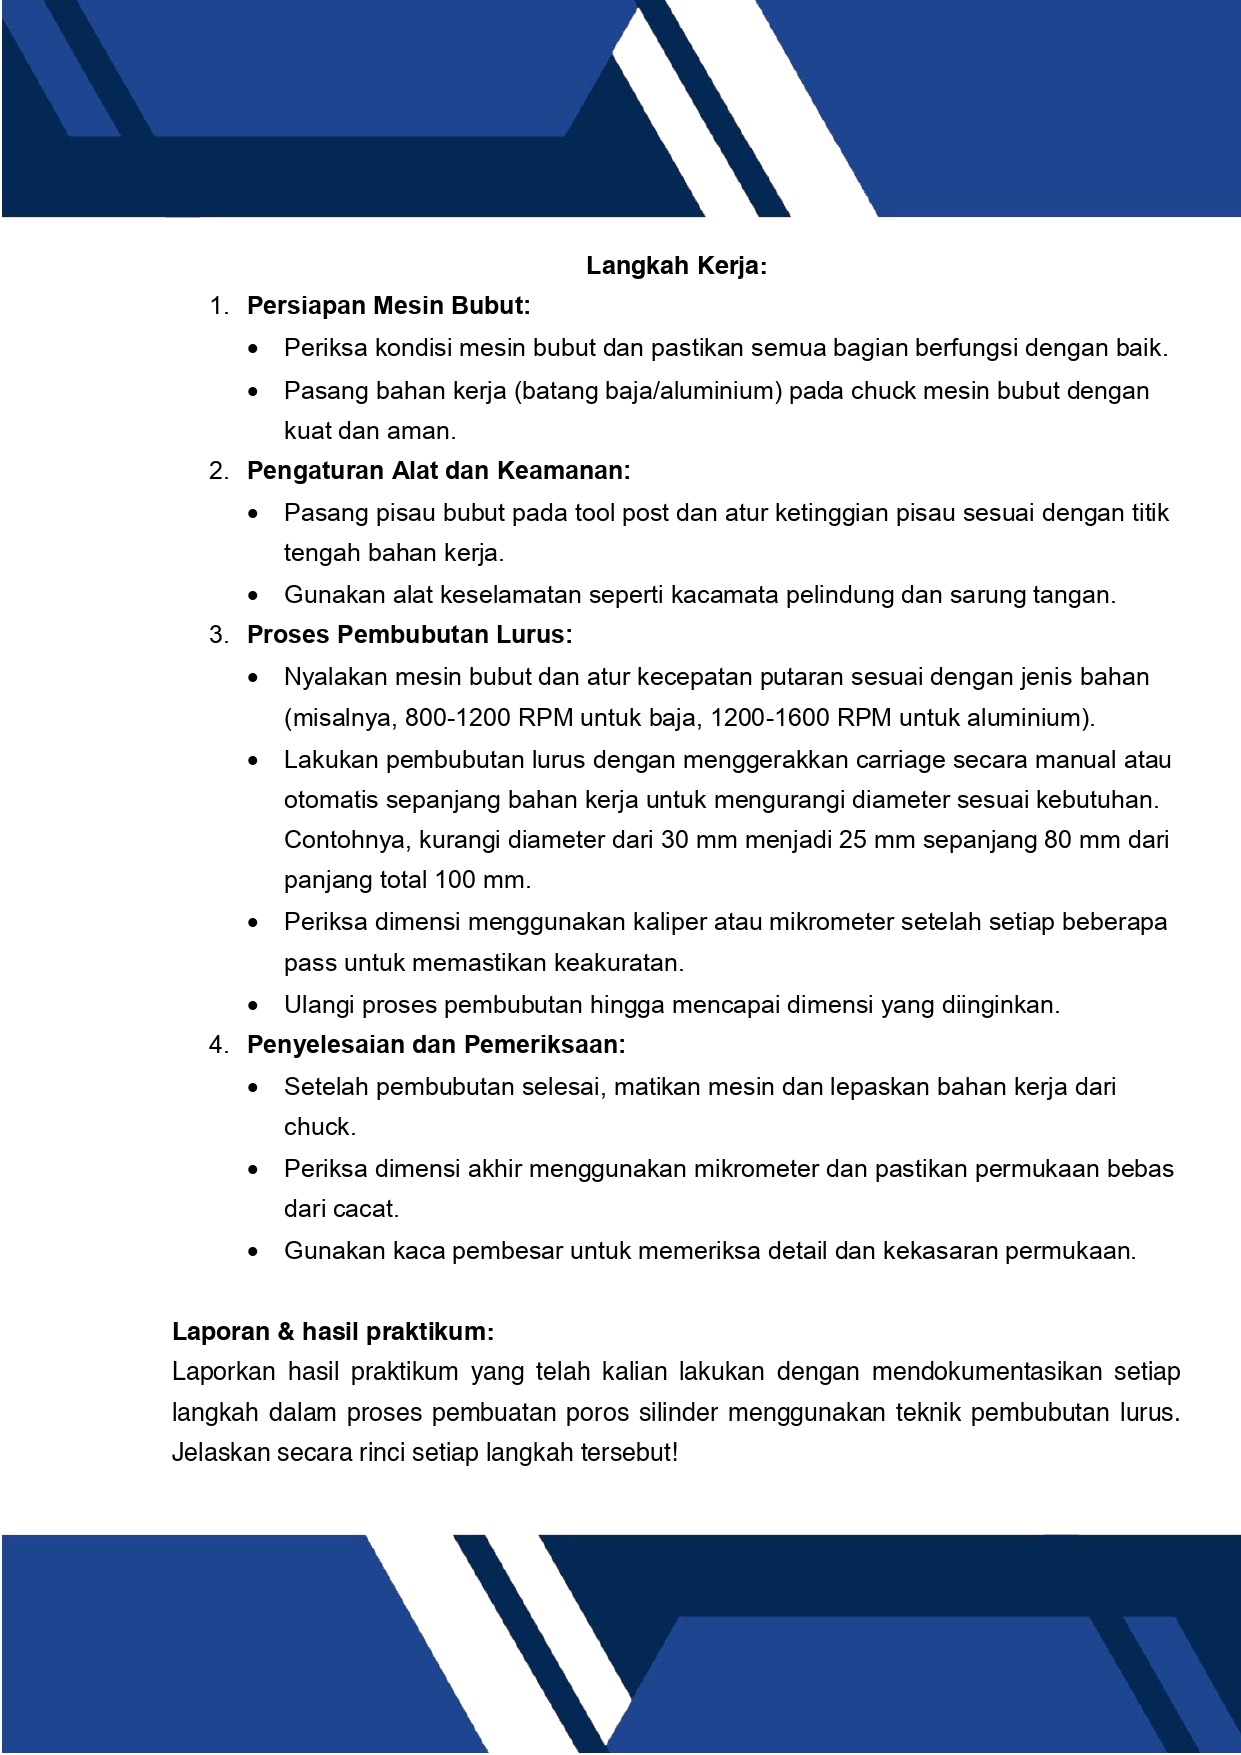 Langkah Kerja:
1. Persiapan Mesin Bubut:
• Periksa kondisi mesin bubut dan pastikan semua bagian berfungsi dengan baik.
• Pasang bahan kerja (batang baja/aluminium) pada chuck mesin bubut dengan
kuat dan aman.
2. Pengaturan Alat dan Keamanan:
• Pasang pisau bubut pada tool post dan atur ketinggian pisau sesuai dengan titik
tengah bahan kerja.
• Gunakan alat keselamatan seperti kacamata pelindung dan sarung tangan.
3. Proses Pembubutan Lurus:
• Nyalakan mesin bubut dan atur kecepatan putaran sesuai dengan jenis bahan
(misalnya, 800-1200 RPM untuk baja, 1200-1600 RPM untuk aluminium).
• Lakukan pembubutan lurus dengan menggerakkan carriage secara manual atau
otomatis sepanjang bahan kerja untuk mengurangi diameter sesuai kebutuhan.
Contohnya, kurangi diameter dari 30 mm menjadi 25 mm sepanjang 80 mm dari
panjang total 100 mm.
• Periksa dimensi menggunakan kaliper atau mikrometer setelah setiap beberapa
pass untuk memastikan keakuratan.
• Ulangi proses pembubutan hingga mencapai dimensi yang diinginkan.
4. Penyelesaian dan Pemeriksaan:
• Setelah pembubutan selesai, matikan mesin dan lepaskan bahan kerja dari
chuck.
• Periksa dimensi akhir menggunakan mikrometer dan pastikan permukaan bebas
dari cacat.
• Gunakan kaca pembesar untuk memeriksa detail dan kekasaran permukaan.
Laporan & hasil praktikum:
Laporkan hasil praktikum yang telah kalian lakukan dengan mendokumentasikan setiap
langkah dalam proses pembuatan poros silinder menggunakan teknik pembubutan lurus.
Jelaskan secara rinci setiap langkah tersebut!